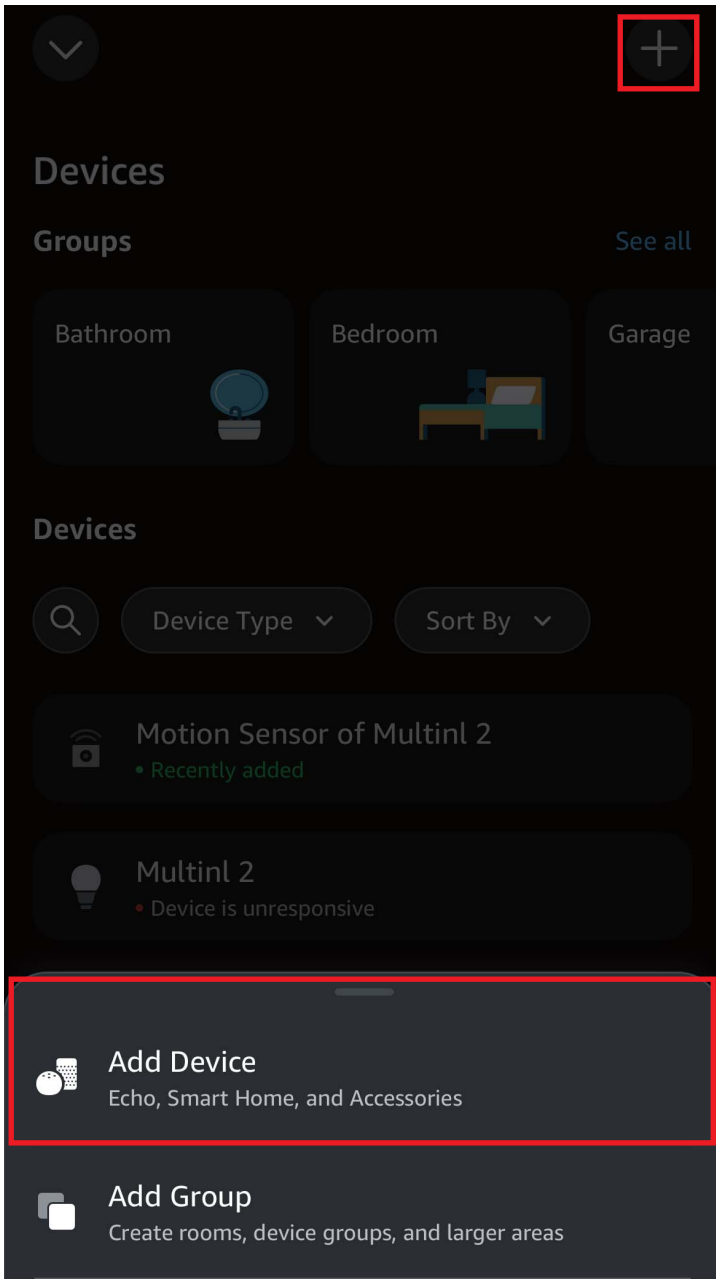 Devices
Groups
See all
Bathroom
Bedroom
Garage
Devices
Device Type
Sort By
Motion Sensor of Multinl 2
• Recently added
Multinl 2
• Device is unresponsive
Add Device
Echo, Smart Home, and Accessories
Add Group
Create rooms, device groups, and larger areas